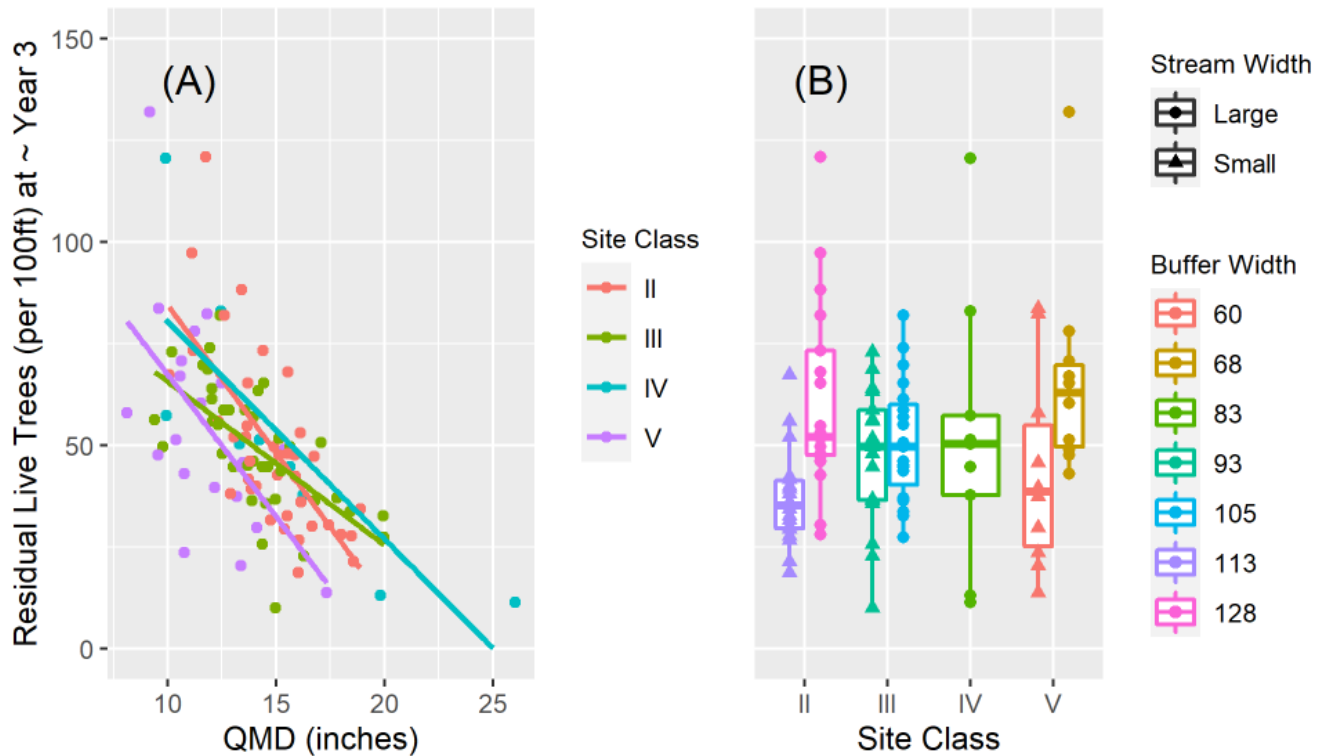 Residual Live Trees (per 100ft) at ~ Year 3
150
100
50
0
(A)
10
15
20
25
QMD (inches)
Site Class
II
III
IV
V
(B)
II
III
IV
V
Site Class
Stream Width
Large
Small
Buffer Width
60
68
83
93
105
113
128